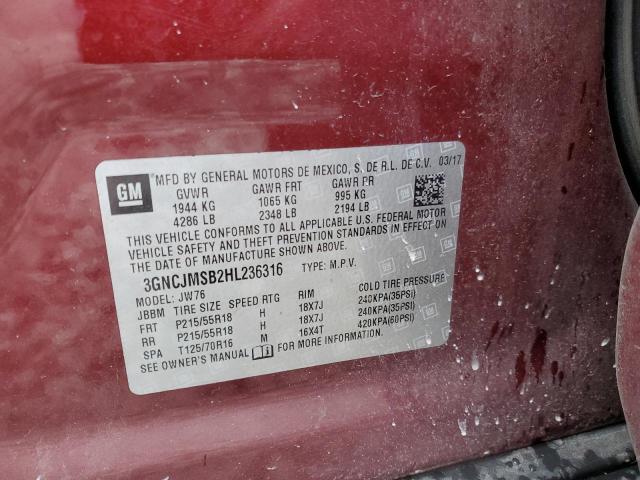 GM
MFD BY GENERAL MOTORS DE MEXICO, S. DE R.L. DE C.V. 03/17
GVWR GAWR FRT GAWR RR
1944 KG 1065 KG 995 KG
4286 LB 2348 LB 2194 LB
THIS VEHICLE CONFORMS TO ALL APPLICABLE U.S. FEDERAL MOTOR
VEHICLE SAFETY AND THEFT PREVENTION STANDARDS IN EFFECT ON
THE DATE OF MANUFACTURE SHOWN ABOVE.
3GNCJMSB2HL236316 TYPE: M.P.V.
MODEL: JW76
JBBM TIRE SIZE SPEED RTG RIM COLD TIRE PRESSURE
FRT P215/55R18 H 18X7J 240KPA(35PSI)
RR P215/55R18 H 18X7J 240KPA(35PSI)
SPA T125/70R16 M 16X4T 420KPA(60PSI)
SEE OWNER'S MANUAL FOR MORE INFORMATION.